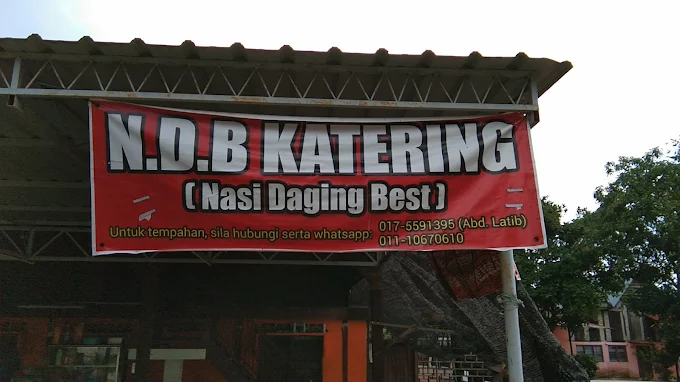 N.D.B KATERING
( Nasi Daging Best )
Untuk tempahan, sila hubungi serta whatsapp: 017-5591395 (Abd. Latib)
011-10670610